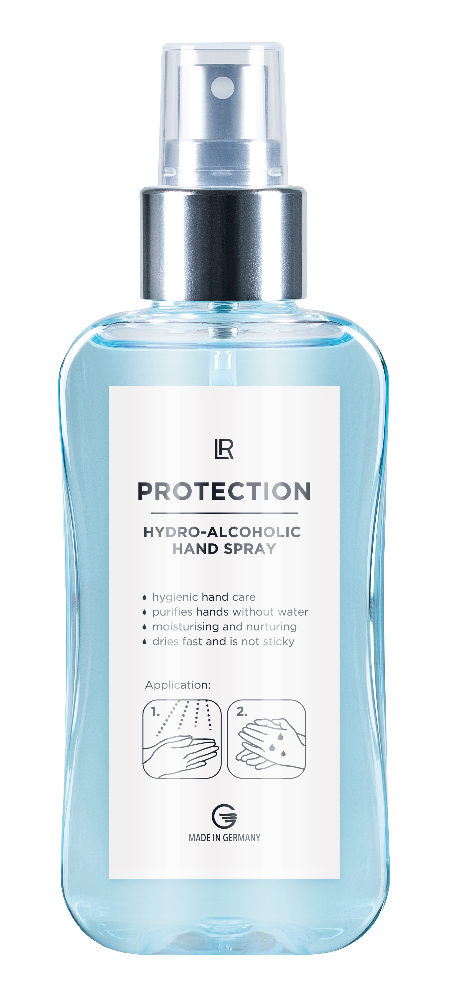 LR
PROTECTION
HYDRO-ALCOHOLIC
HAND SPRAY
hygienic hand care
purifies hands without water
moisturising and nurturing
dries fast and is not sticky
Application:
1. 2.
G
MADE IN GERMANY